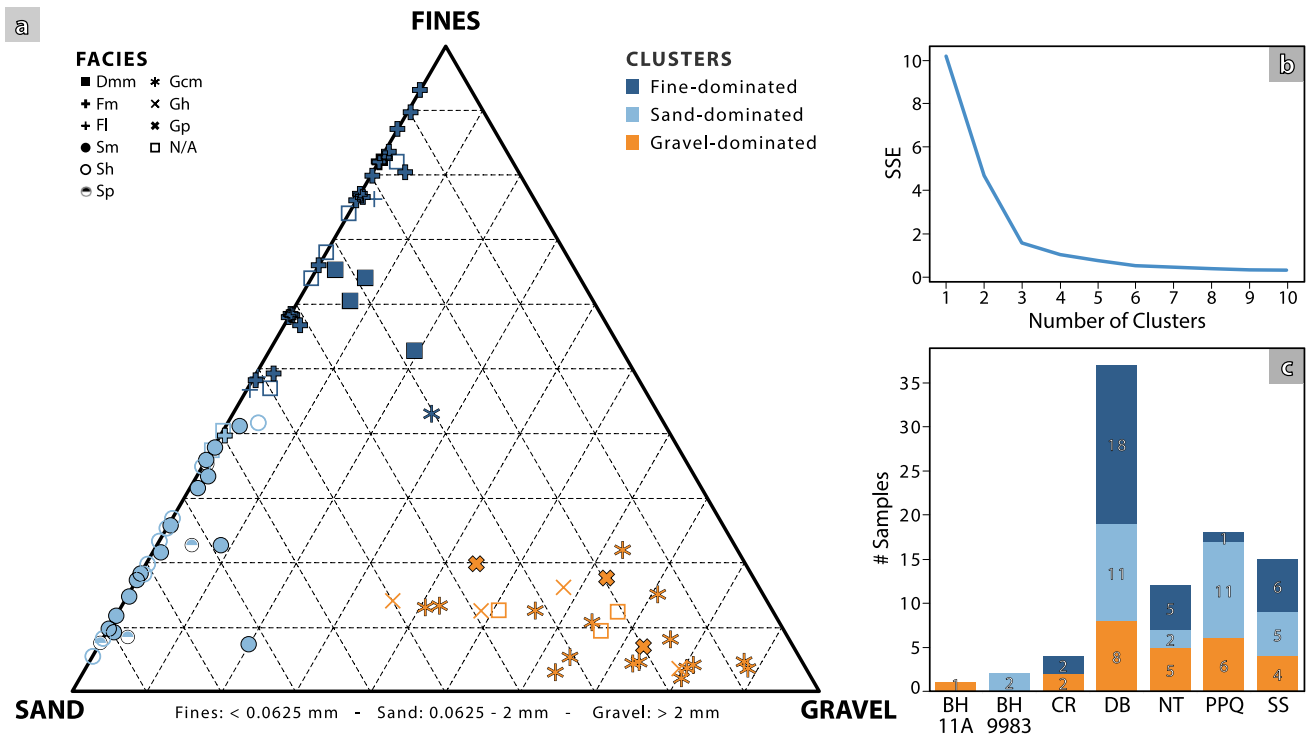 a
FINES
FACIES
Dmm
Gcm
Fm
Gh
Fl
Gp
Sm
N/A
Sh
Sp
CLUSTERS
Fine-dominated
Sand-dominated
Gravel-dominated
SAND
GRAVEL
Fines: < 0.0625 mm - Sand: 0.0625 - 2 mm - Gravel: > 2 mm
b
SSE
10
8
6
4
2
0
1 2 3 4 5 6 7 8 9 10
Number of Clusters
c
# Samples
35
30
25
20
15
10
5
0
1
2
2
2
18
11
8
5
2
5
1
11
6
6
5
4
BH 11A
BH 9983
CR
DB
NT
PPQ
SS